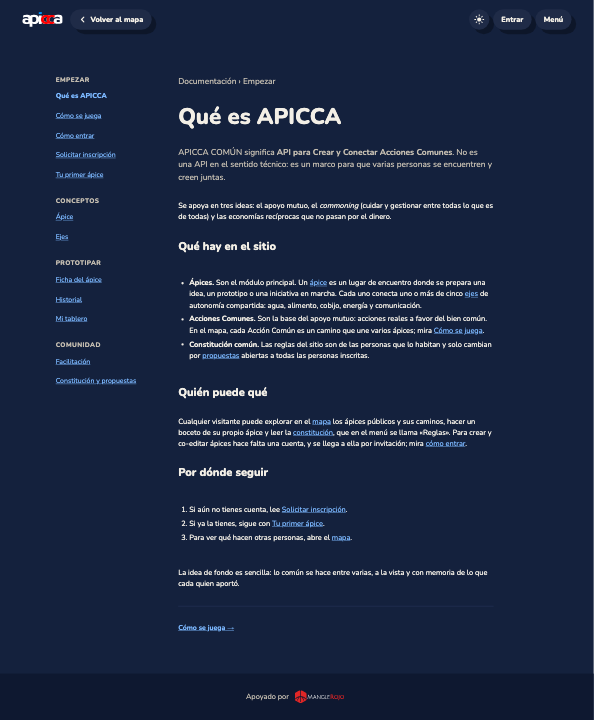 apicca
Volver al mapa
Entrar
Menú
EMPEZAR
Qué es APICCA
Cómo se juega
Cómo entrar
Solicitar inscripción
Tu primer ápice
CONCEPTOS
Ápice
Ejes
PROTOTIPAR
Ficha del ápice
Historial
Mi tablero
COMUNIDAD
Facilitación
Constitución y propuestas
Documentación › Empezar
Qué es APICCA
APICCA COMÚN significa API para Crear y Conectar Acciones Comunes. No es
una API en el sentido técnico: es un marco para que varias personas se encuentren y
creen juntas.
Se apoya en tres ideas: el apoyo mutuo, el commoning (cuidar y gestionar entre todas lo que es
de todas) y las economías recíprocas que no pasan por el dinero.
Qué hay en el sitio
• Ápices. Son el módulo principal. Un ápice es un lugar de encuentro donde se prepara una
idea, un prototipo o una iniciativa en marcha. Cada uno conecta uno o más de cinco ejes de
autonomía compartida: agua, alimento, cobijo, energía y comunicación.
• Acciones Comunes. Son la base del apoyo mutuo: acciones reales a favor del bien común.
En el mapa, cada Acción Común es un camino que une varios ápices; mira Cómo se juega.
• Constitución común. Las reglas del sitio son de las personas que lo habitan y solo cambian
por propuestas abiertas a todas las personas inscritas.
Quién puede qué
Cualquier visitante puede explorar en el mapa los ápices públicos y sus caminos, hacer un
boceto de su propio ápice y leer la constitución, que en el menú se llama «Reglas». Para crear y
co-editar ápices hace falta una cuenta, y se llega a ella por invitación; mira cómo entrar.
Por dónde seguir
1. Si aún no tienes cuenta, lee Solicitar inscripción.
2. Si ya la tienes, sigue con Tu primer ápice.
3. Para ver qué hacen otras personas, abre el mapa.
La idea de fondo es sencilla: lo común se hace entre varias, a la vista y con memoria de lo que
cada quien aportó.
Cómo se juega →
Apoyado por MANGLEROJO